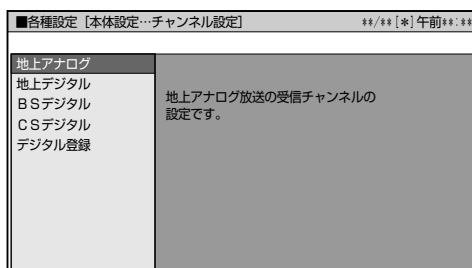 ■各種設定［本体設定…チャンネル設定］ **/**[*]午前**:**
地上アナログ
地上デジタル
ＢＳデジタル
ＣＳデジタル
デジタル登録
地上アナログ放送の受信チャンネルの
設定です。